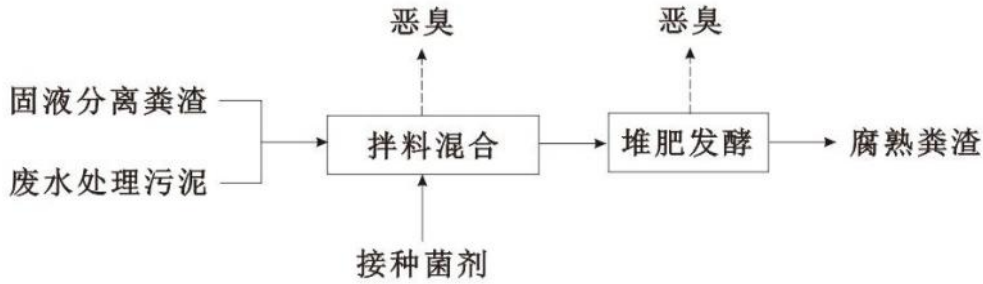 恶臭
恶臭
固液分离粪渣
拌料混合
堆肥发酵
腐熟粪渣
废水处理污泥
接种菌剂